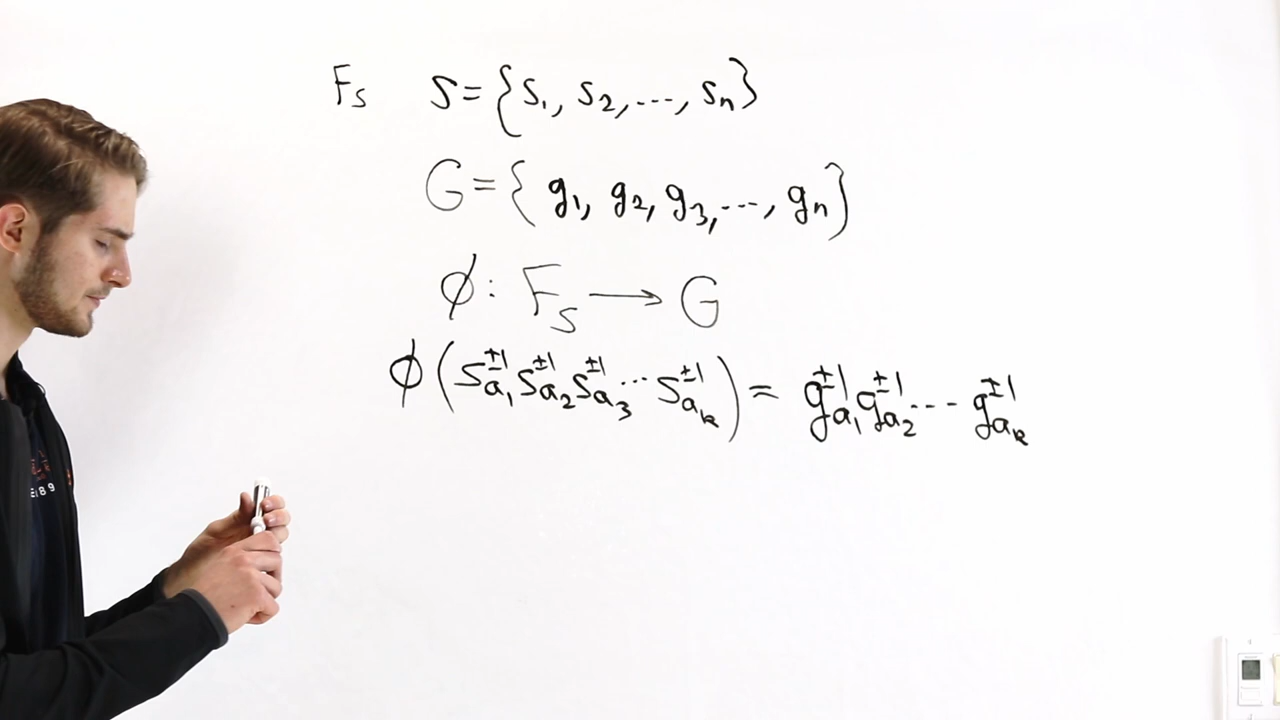 F_S S = {s_1, s_2, ..., s_n}
G = { g_1, g_2, g_3, ..., g_n}
ϕ: F_S → G
ϕ(s_{a_1}^{±1} s_{a_2}^{±1} s_{a_3}^{±1} ... s_{a_k}^{±1}) = g_{a_1}^{±1} g_{a_2}^{±1} ... g_{a_k}^{±1}
89